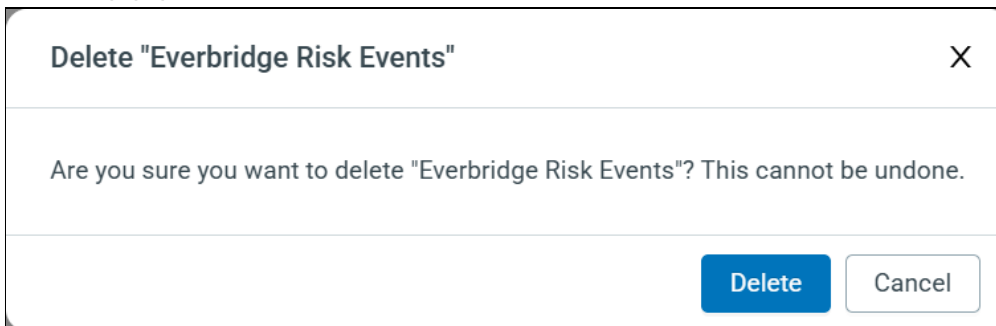 Delete "Everbridge Risk Events"
X
Are you sure you want to delete "Everbridge Risk Events"? This cannot be undone.
Delete
Cancel